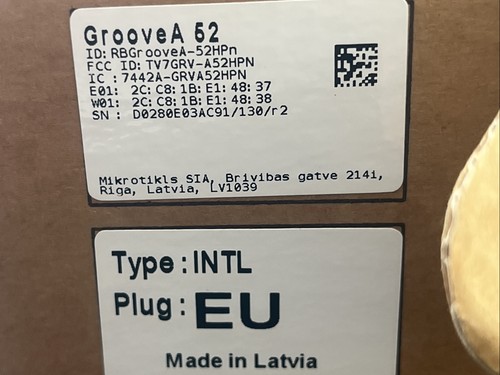 GrooveA 52
ID: RBGrooveA-52HPn
FCC ID: TV7GRV-A52HPN
IC : 7442A-GRVA52HPN
E01: 2C: C8: 1B: E1: 48: 37
W01: 2C: C8: 1B: E1: 48: 38
SN : D0280E03AC91/130/r2
Mikrotikls SIA, Brivibas gatve 214i,
Riga, Latvia, LV1039
Type : INTL
Plug : EU
Made in Latvia